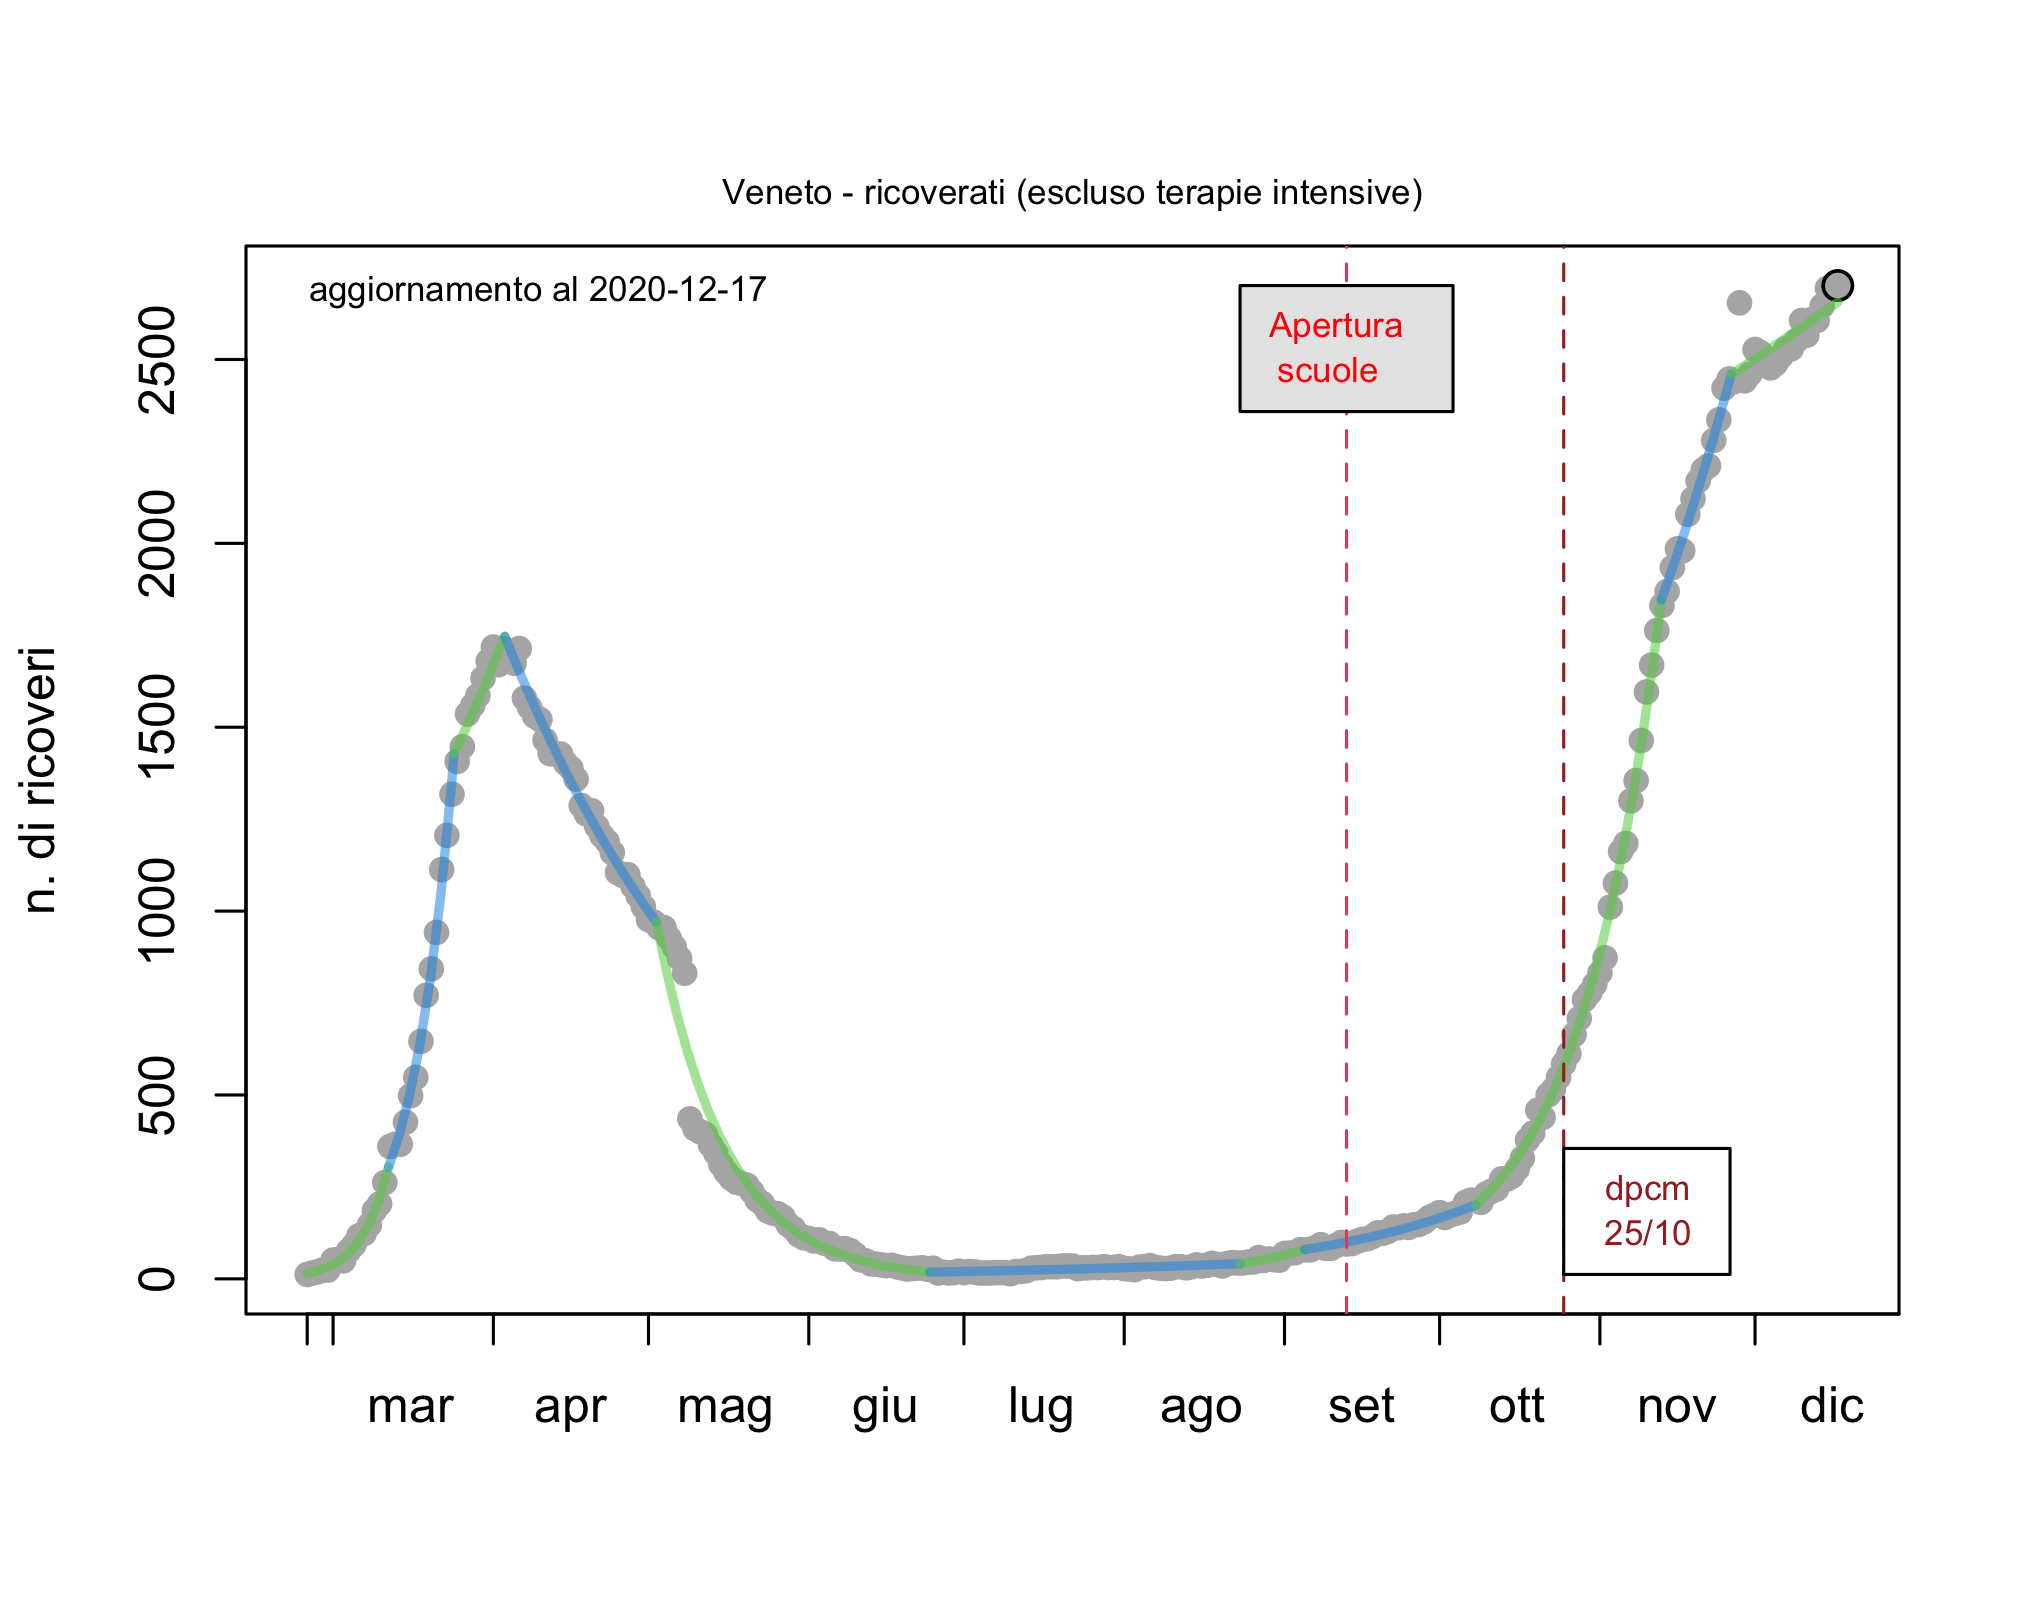 Veneto - ricoverati (escluso terapie intensive)
aggiornamento al 2020-12-17
Apertura
scuole
dpcm
25/10
n. di ricoveri
2500
2000
1500
1000
500
0
mar apr mag giu lug ago set ott nov dic